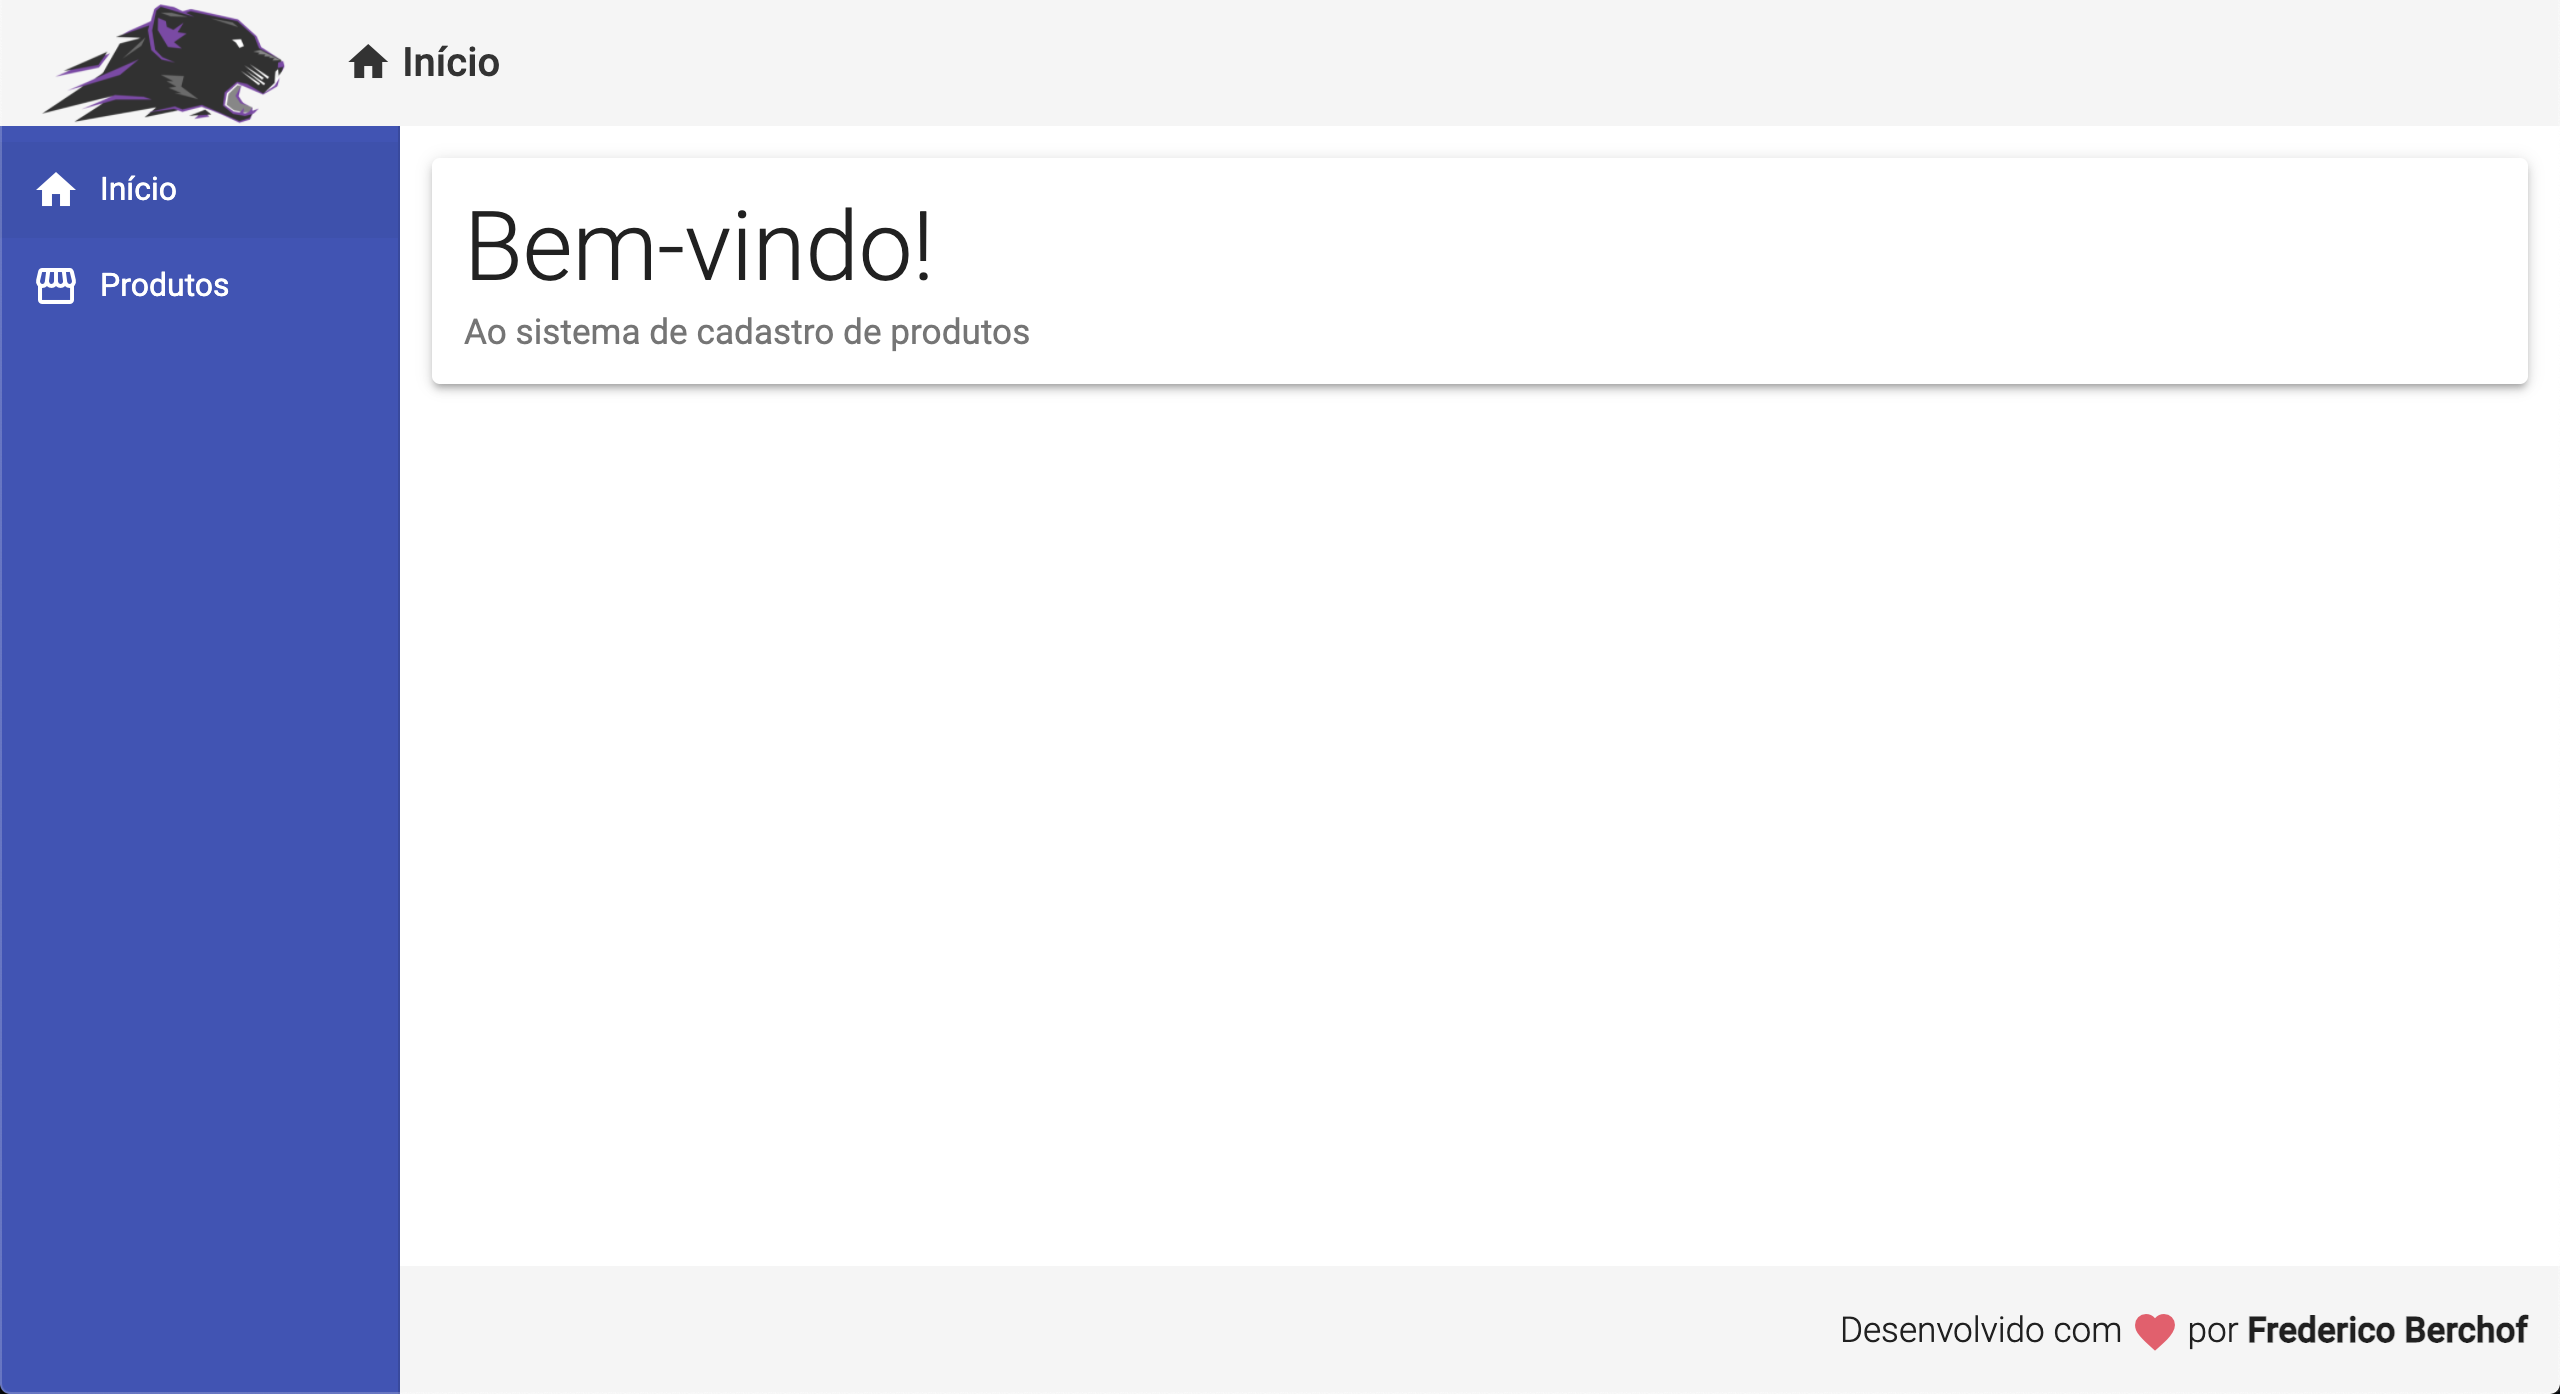 Início
Início
Produtos
Bem-vindo!
Ao sistema de cadastro de produtos
Desenvolvido com por Frederico Berchof